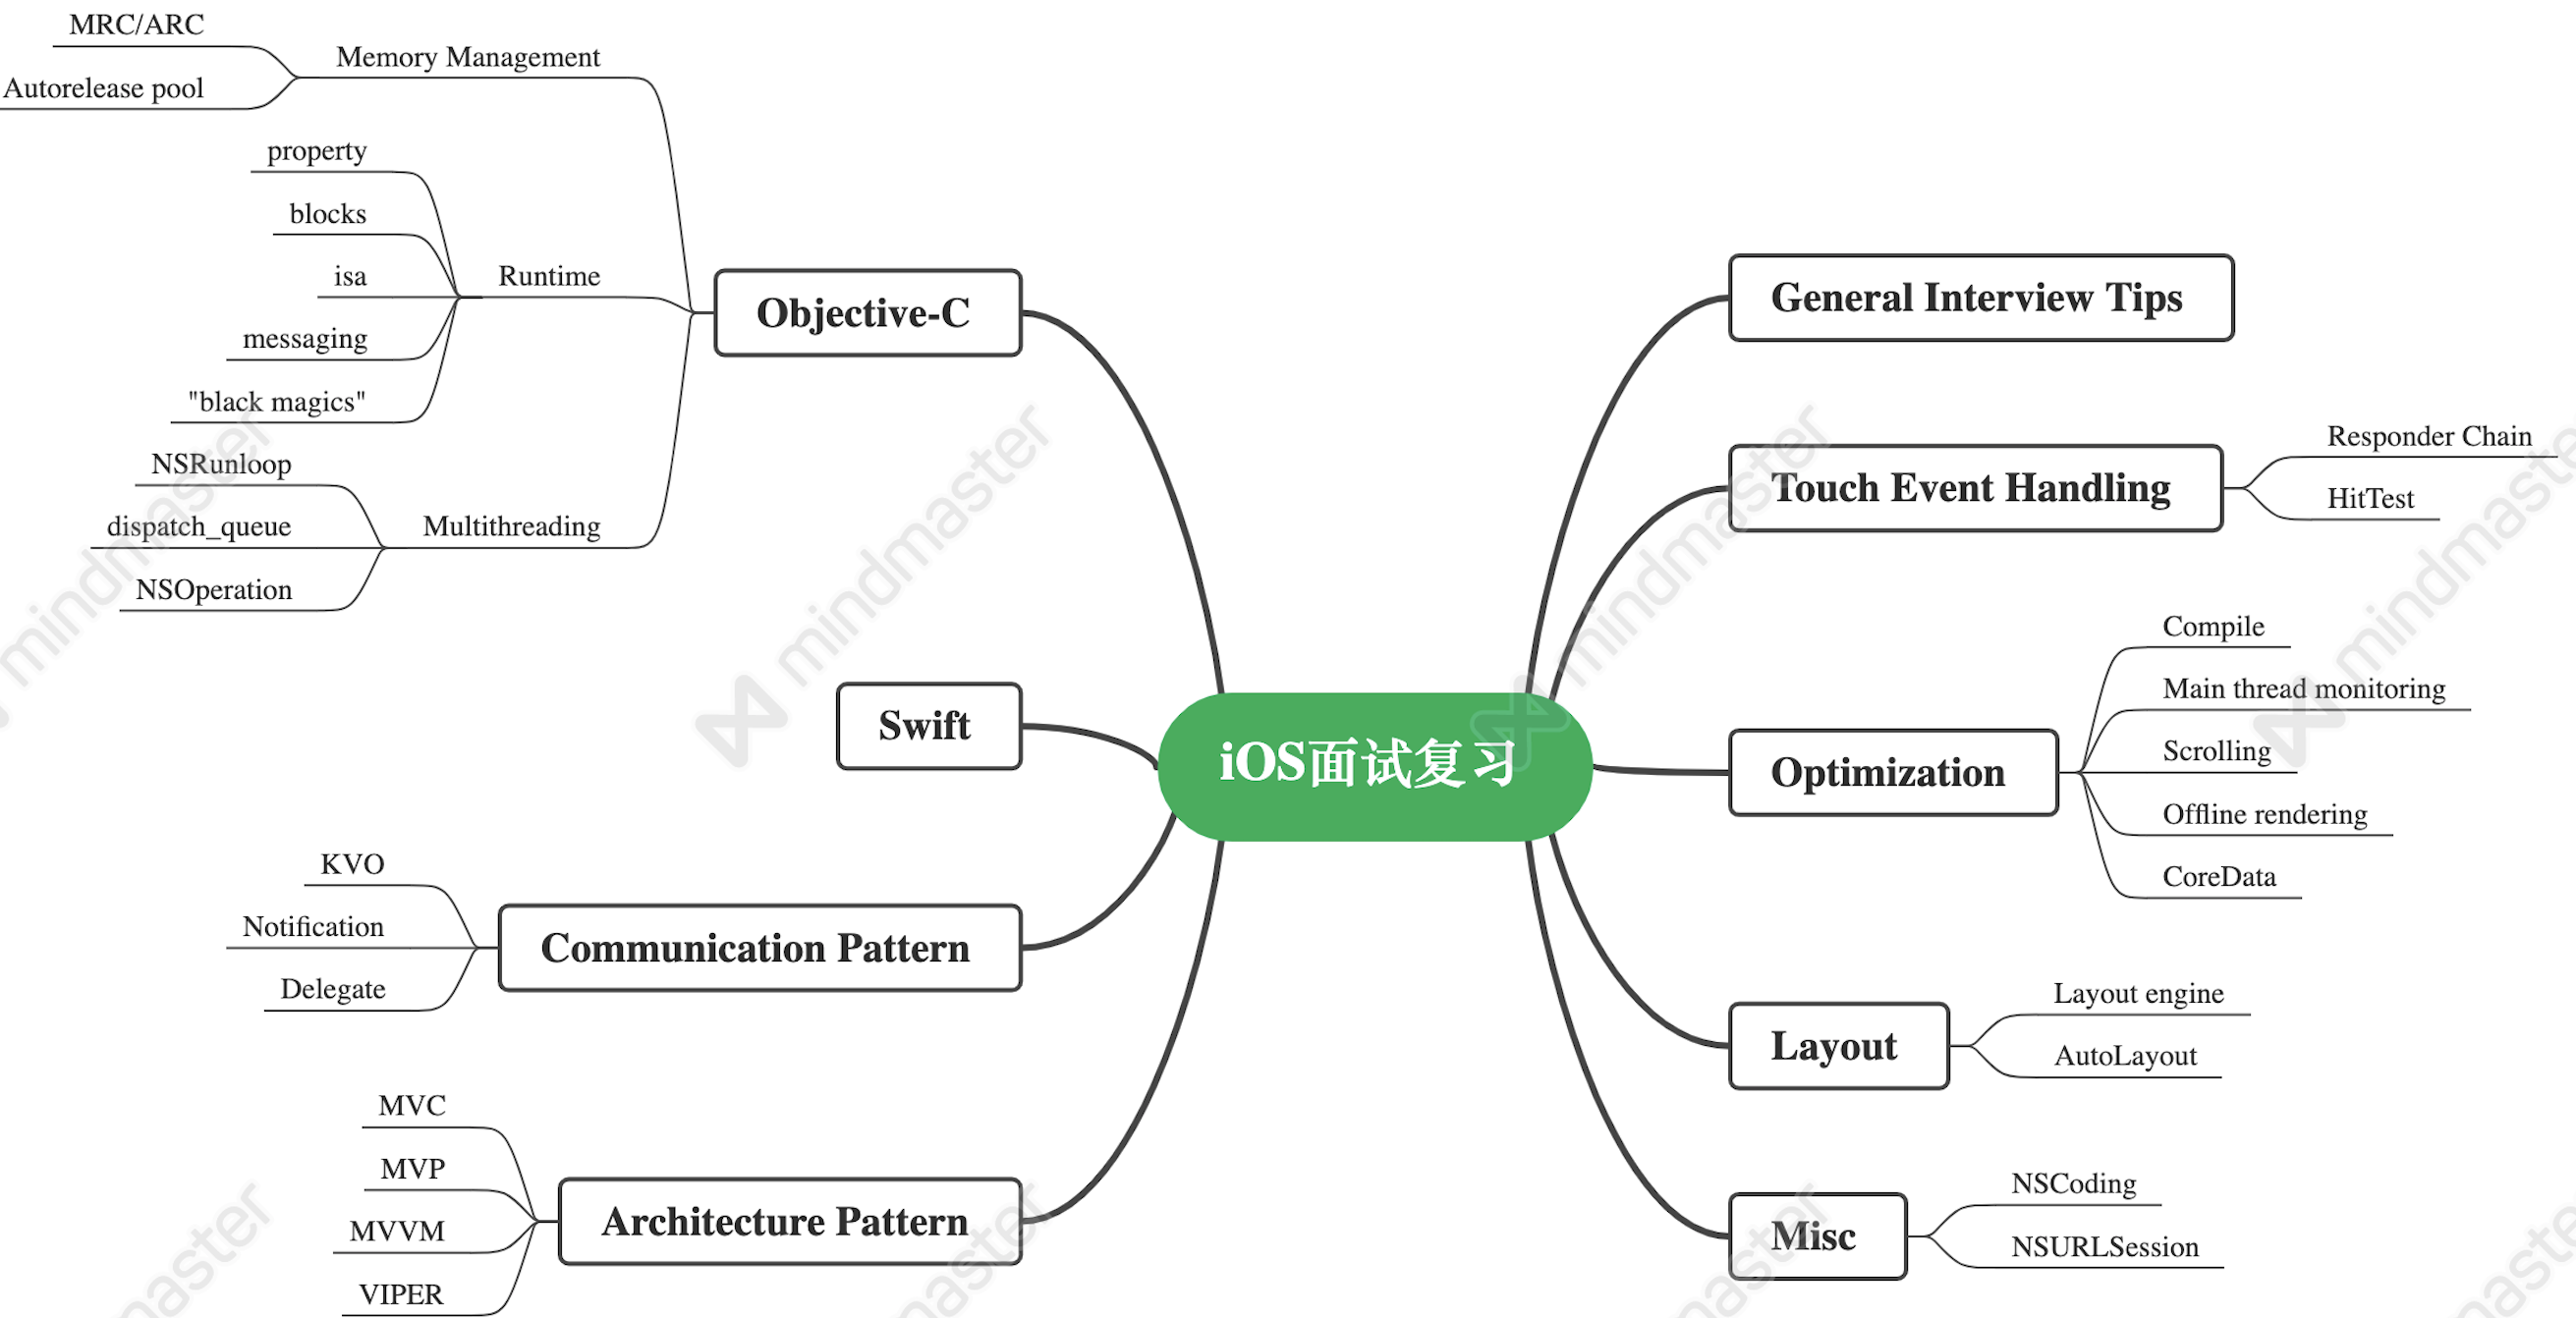 iOS面试复习
Objective-C
Memory Management
MRC/ARC
Autorelease pool
Runtime
property
blocks
isa
messaging
"black magics"
Multithreading
NSRunloop
dispatch_queue
NSOperation
Swift
Communication Pattern
KVO
Notification
Delegate
Architecture Pattern
MVC
MVP
MVVM
VIPER
General Interview Tips
Touch Event Handling
Responder Chain
HitTest
Optimization
Compile
Main thread monitoring
Scrolling
Offline rendering
CoreData
Layout
Layout engine
AutoLayout
Misc
NSCoding
NSURLSession
mindmaster
mindmaster
mindmaster
mindmaster